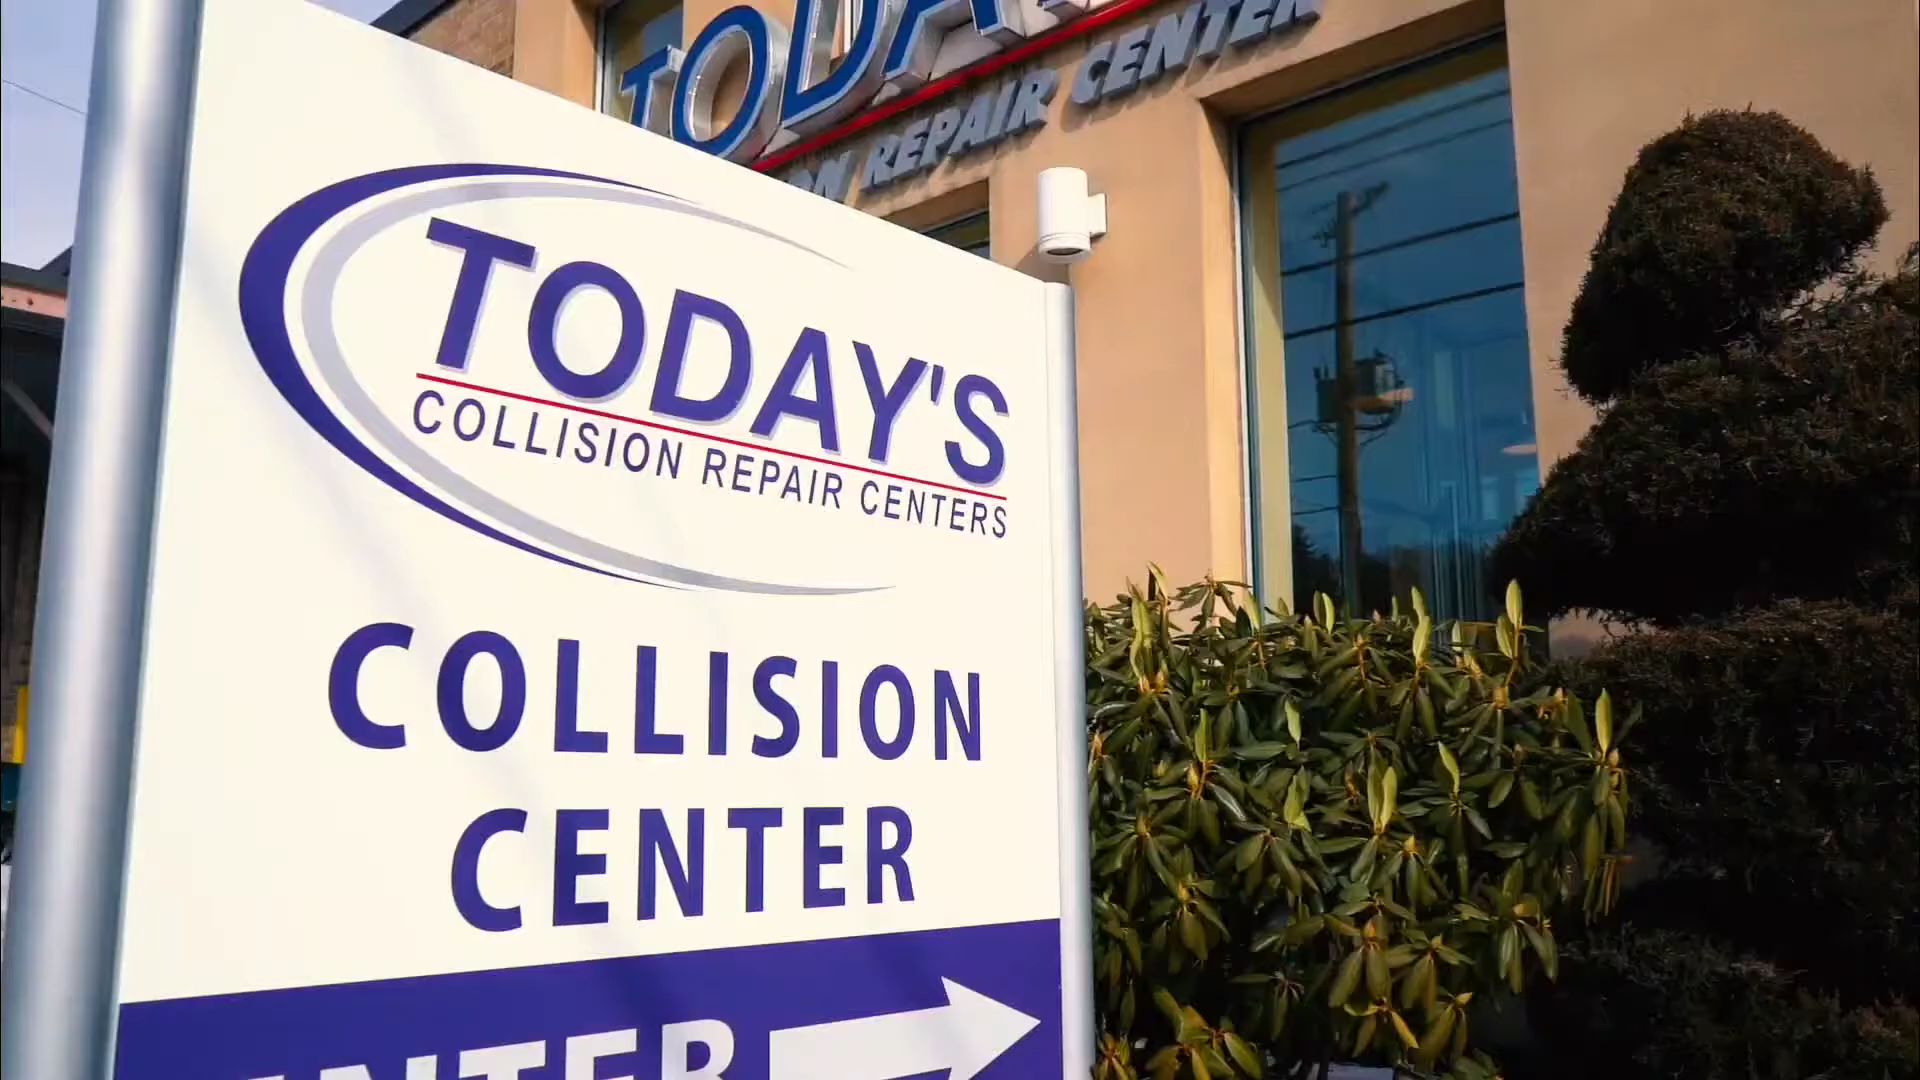 REPAIR CENTER
TODAY'S
COLLISION REPAIR CENTERS
COLLISION
CENTER